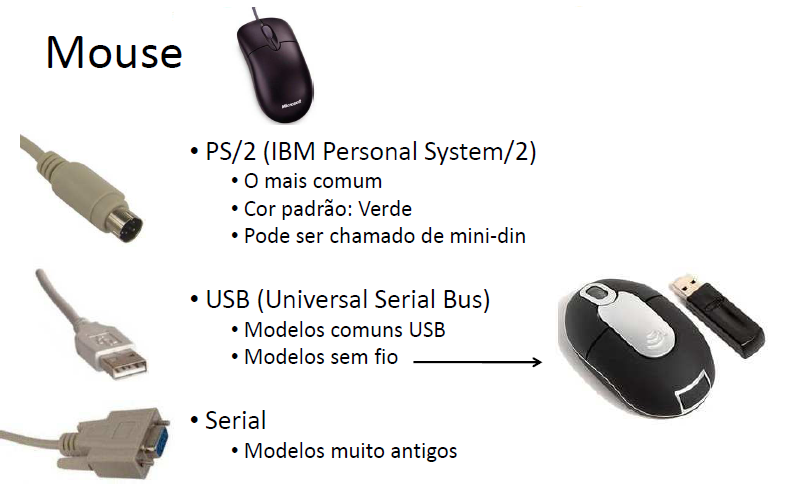 Mouse
Microsoft
• PS/2 (IBM Personal System/2)
• O mais comum
• Cor padrão: Verde
• Pode ser chamado de mini-din
• USB (Universal Serial Bus)
• Modelos comuns USB
• Modelos sem fio
• Serial
• Modelos muito antigos